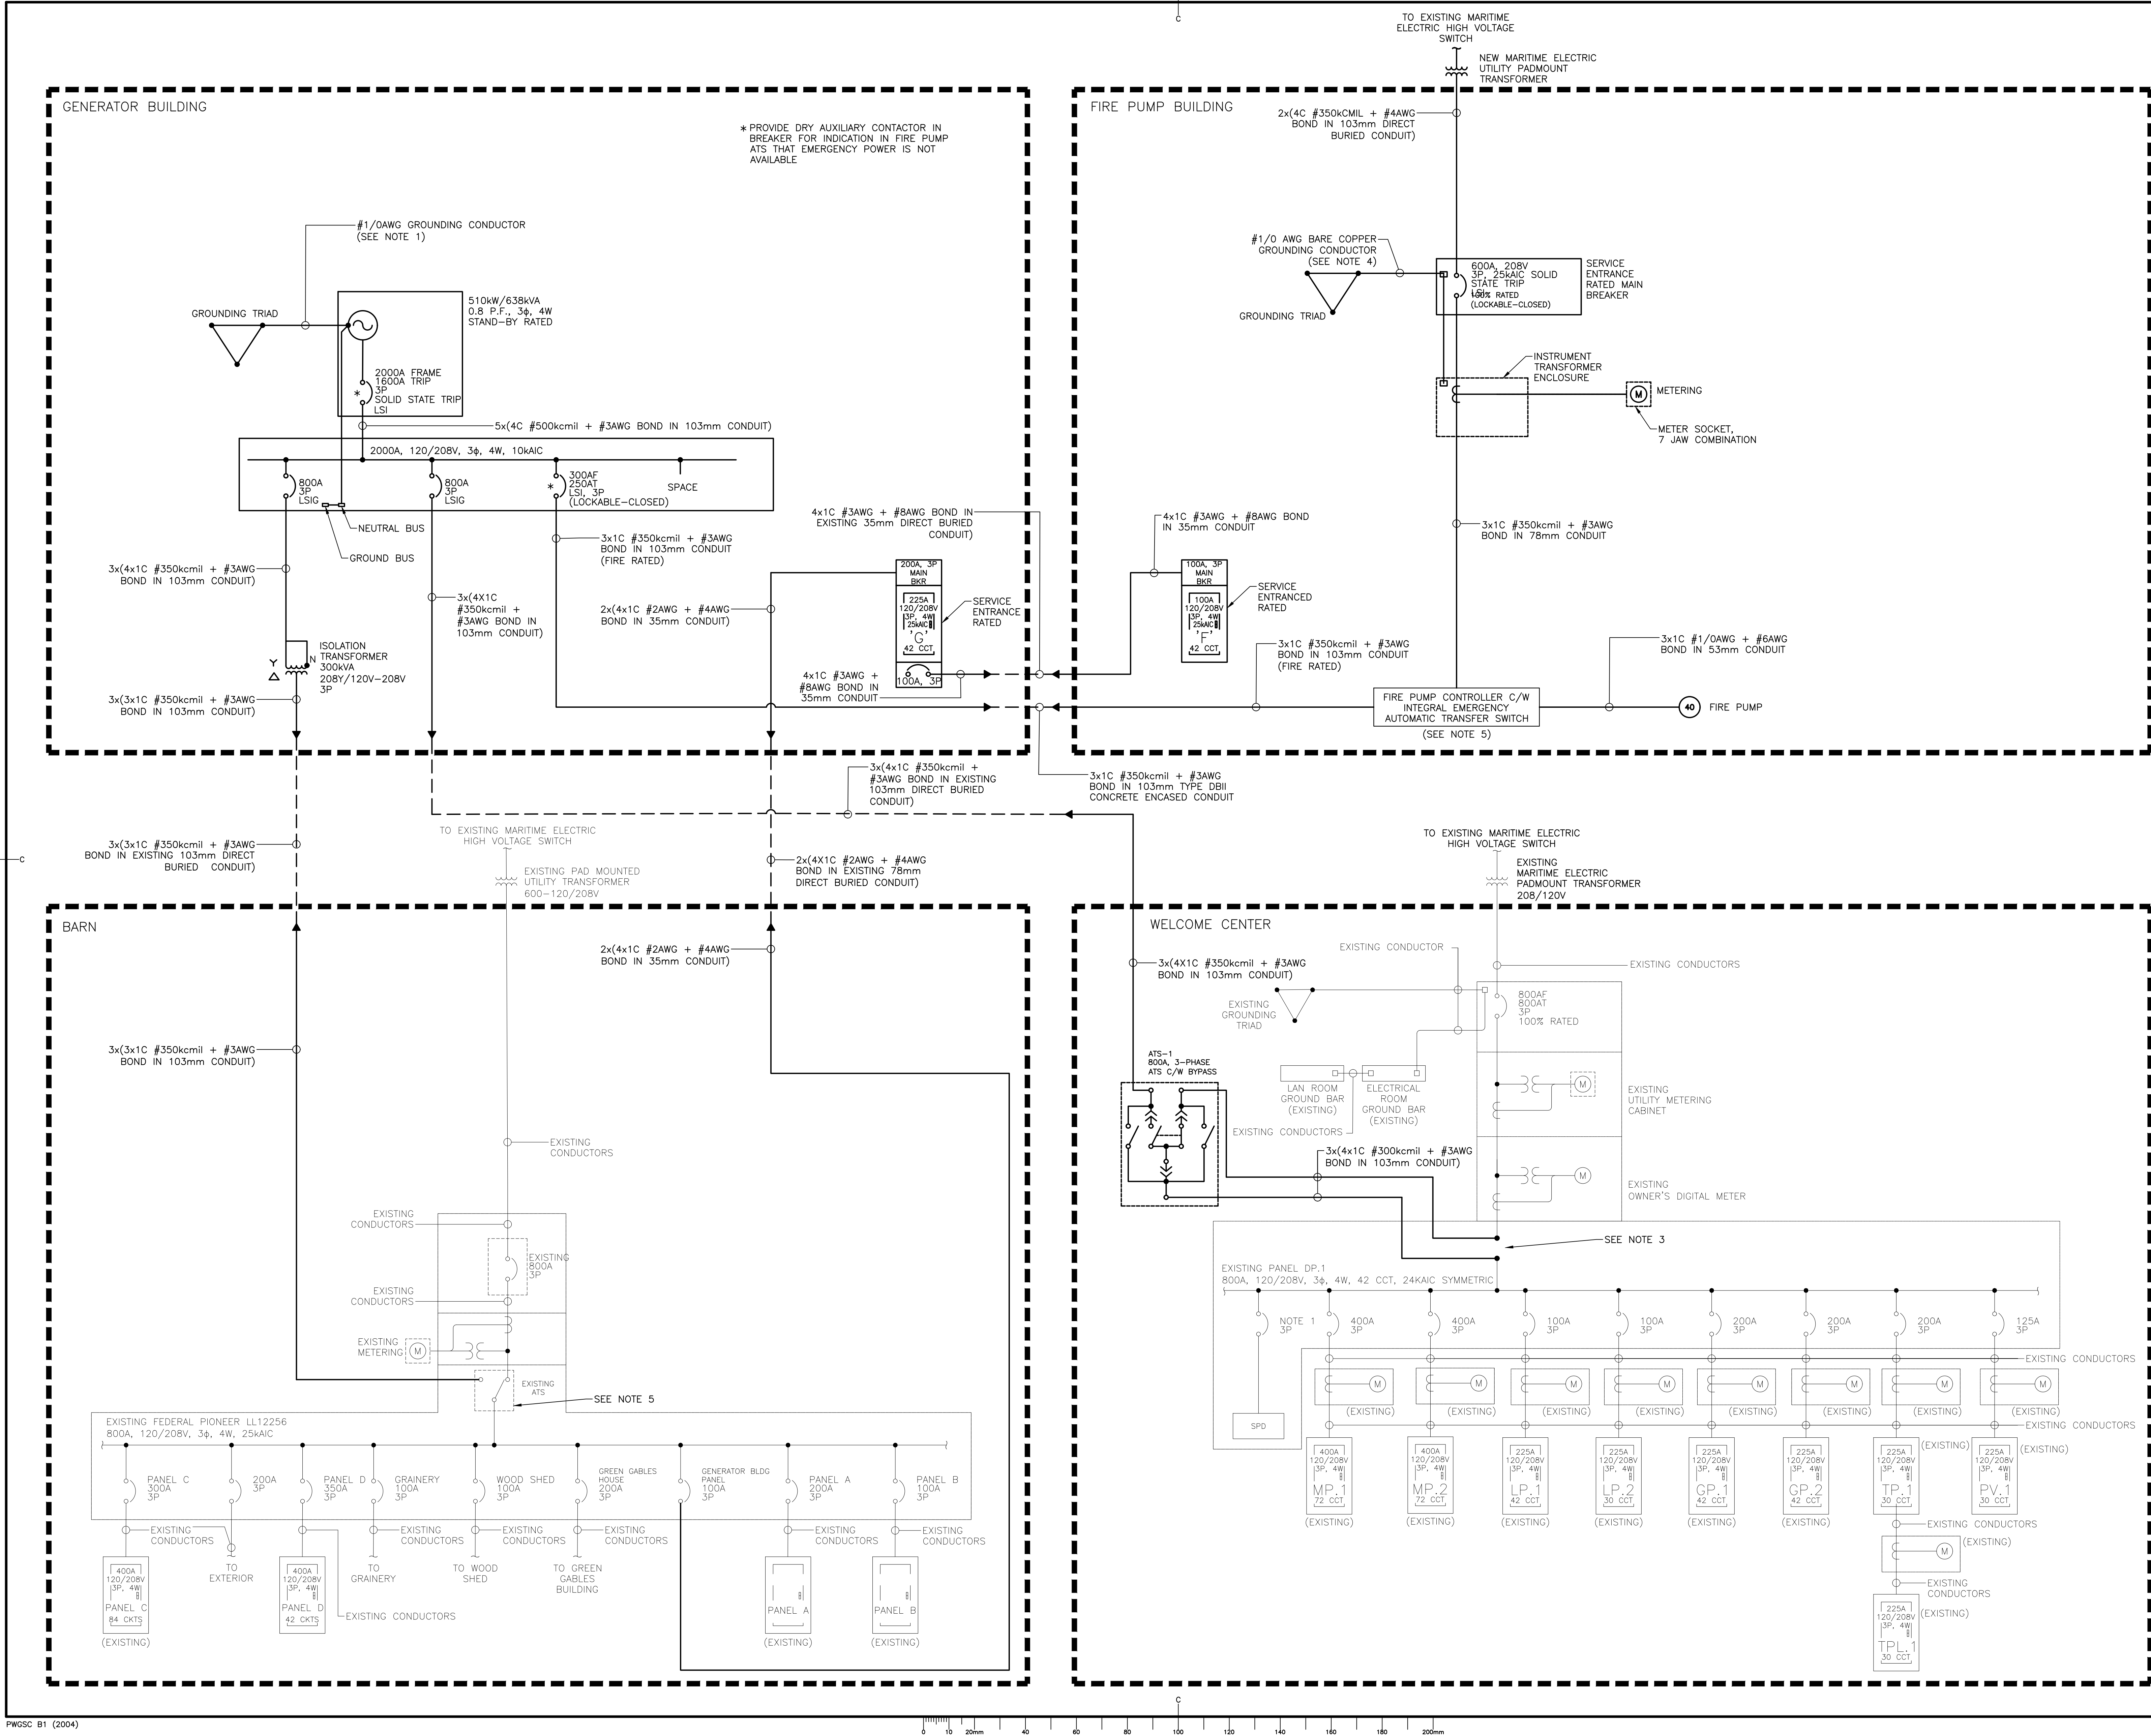 C
TO EXISTING MARITIME
ELECTRIC HIGH VOLTAGE
SWITCH
NEW MARITIME ELECTRIC
UTILITY PADMOUNT
TRANSFORMER
GENERATOR BUILDING
* PROVIDE DRY AUXILIARY CONTACTOR IN
BREAKER FOR INDICATION IN FIRE PUMP
ATS THAT EMERGENCY POWER IS NOT
AVAILABLE
#1/0AWG GROUNDING CONDUCTOR
(SEE NOTE 1)
GROUNDING TRIAD
510kW/638kVA
0.8 P.F., 3ϕ, 4W
STAND-BY RATED
2000A FRAME
1600A TRIP
3P
*
SOLID STATE TRIP
LSI
5x(4C #500kcmil + #3AWG BOND IN 103mm CONDUIT)
2000A, 120/208V, 3ϕ, 4W, 10kAIC
800A
3P
LSIG
800A
3P
LSIG
300AF
250AT
*
LSI, 3P
(LOCKABLE-CLOSED)
SPACE
NEUTRAL BUS
GROUND BUS
3x(4x1C #350kcmil + #3AWG
BOND IN 103mm CONDUIT)
3x(4X1C
#350kcmil +
#3AWG BOND IN
103mm CONDUIT)
3x1C #350kcmil + #3AWG
BOND IN 103mm CONDUIT
(FIRE RATED)
2x(4x1C #2AWG + #4AWG
BOND IN 35mm CONDUIT)
4x1C #3AWG + #8AWG BOND IN
EXISTING 35mm DIRECT BURIED
CONDUIT)
200A, 3P
MAIN
BKR
225A
120/208V
3P, 4W
25kAIC
'G'
42 CCT
100A, 3P
SERVICE
ENTRANCE
RATED
4x1C #3AWG +
#8AWG BOND IN
35mm CONDUIT
Y
N
ISOLATION
TRANSFORMER
300kVA
208Y/120V-208V
3P
3x(3x1C #350kcmil + #3AWG
BOND IN 103mm CONDUIT)
FIRE PUMP BUILDING
2x(4C #350kCMIL + #4AWG
BOND IN 103mm DIRECT
BURIED CONDUIT)
#1/0 AWG BARE COPPER
GROUNDING CONDUCTOR
(SEE NOTE 4)
GROUNDING TRIAD
600A, 208V
3P, 25kAIC SOLID
STATE TRIP
LSI
100% RATED
(LOCKABLE-CLOSED)
SERVICE
ENTRANCE
RATED MAIN
BREAKER
INSTRUMENT
TRANSFORMER
ENCLOSURE
M
METERING
METER SOCKET,
7 JAW COMBINATION
4x1C #3AWG + #8AWG BOND
IN 35mm CONDUIT
3x1C #350kcmil + #3AWG
BOND IN 78mm CONDUIT
100A, 3P
MAIN
BKR
100A
120/208V
3P, 4W
25kAIC
'F'
42 CCT
SERVICE
ENTRANCED
RATED
3x1C #350kcmil + #3AWG
BOND IN 103mm CONDUIT
(FIRE RATED)
3x1C #1/0AWG + #6AWG
BOND IN 53mm CONDUIT
FIRE PUMP CONTROLLER C/W
INTEGRAL EMERGENCY
AUTOMATIC TRANSFER SWITCH
(SEE NOTE 5)
40
FIRE PUMP
3x(4x1C #350kcmil +
#3AWG BOND IN EXISTING
103mm DIRECT BURIED
CONDUIT)
3x1C #350kcmil + #3AWG
BOND IN 103mm TYPE DBII
CONCRETE ENCASED CONDUIT
C
3x(3x1C #350kcmil + #3AWG
BOND IN EXISTING 103mm DIRECT
BURIED CONDUIT)
TO EXISTING MARITIME ELECTRIC
HIGH VOLTAGE SWITCH
EXISTING PAD MOUNTED
UTILITY TRANSFORMER
600-120/208V
2x(4X1C #2AWG + #4AWG
BOND IN EXISTING 78mm
DIRECT BURIED CONDUIT)
TO EXISTING MARITIME ELECTRIC
HIGH VOLTAGE SWITCH
EXISTING
MARITIME ELECTRIC
PADMOUNT TRANSFORMER
208/120V
BARN
2x(4x1C #2AWG + #4AWG
BOND IN 35mm CONDUIT)
3x(3x1C #350kcmil + #3AWG
BOND IN 103mm CONDUIT)
EXISTING
CONDUCTORS
EXISTING
CONDUCTORS
EXISTING
800A
3P
EXISTING
CONDUCTORS
EXISTING
METERING
M
EXISTING
ATS
SEE NOTE 5
EXISTING FEDERAL PIONEER LL12256
800A, 120/208V, 3ϕ, 4W, 25kAIC
PANEL C
300A
3P
200A
3P
PANEL D
350A
3P
GRAINERY
100A
3P
WOOD SHED
100A
3P
GREEN GABLES
HOUSE
200A
3P
GENERATOR BLDG
PANEL
100A
3P
PANEL A
200A
3P
PANEL B
100A
3P
EXISTING
CONDUCTORS
EXISTING
CONDUCTORS
EXISTING
CONDUCTORS
EXISTING
CONDUCTORS
EXISTING
CONDUCTORS
EXISTING
CONDUCTORS
TO
EXTERIOR
TO
GRAINERY
TO WOOD
SHED
TO GREEN
GABLES
BUILDING
400A
120/208V
3P, 4W
PANEL C
84 CKTS
(EXISTING)
400A
120/208V
3P, 4W
PANEL D
42 CKTS
(EXISTING)
EXISTING CONDUCTORS
PANEL A
(EXISTING)
PANEL B
(EXISTING)
WELCOME CENTER
3x(4X1C #350kcmil + #3AWG
BOND IN 103mm CONDUIT)
EXISTING CONDUCTOR
EXISTING CONDUCTORS
EXISTING
GROUNDING
TRIAD
800AF
800AT
3P
100% RATED
ATS-1
800A, 3-PHASE
ATS C/W BYPASS
LAN ROOM
GROUND BAR
(EXISTING)
ELECTRICAL
ROOM
GROUND BAR
(EXISTING)
EXISTING CONDUCTORS
M
EXISTING
UTILITY METERING
CABINET
3x(4x1C #300kcmil + #3AWG
BOND IN 103mm CONDUIT)
M
EXISTING
OWNER'S DIGITAL METER
SEE NOTE 3
EXISTING PANEL DP.1
800A, 120/208V, 3ϕ, 4W, 42 CCT, 24KAIC SYMMETRIC
NOTE 1
3P
400A
3P
400A
3P
100A
3P
100A
3P
200A
3P
200A
3P
200A
3P
125A
3P
EXISTING CONDUCTORS
M
M
M
M
M
M
M
M
(EXISTING)
(EXISTING)
(EXISTING)
(EXISTING)
(EXISTING)
(EXISTING)
(EXISTING)
(EXISTING)
SPD
EXISTING CONDUCTORS
400A
120/208V
3P, 4W
MP.1
72 CCT
(EXISTING)
400A
120/208V
3P, 4W
MP.2
72 CCT
(EXISTING)
225A
120/208V
3P, 4W
LP.1
42 CCT
(EXISTING)
225A
120/208V
3P, 4W
LP.2
30 CCT
(EXISTING)
225A
120/208V
3P, 4W
GP.1
42 CCT
(EXISTING)
225A
120/208V
3P, 4W
GP.2
42 CCT
(EXISTING)
225A
120/208V
3P, 4W
TP.1
30 CCT
(EXISTING)
225A
120/208V
3P, 4W
PV.1
30 CCT
(EXISTING)
EXISTING CONDUCTORS
M
(EXISTING)
EXISTING
CONDUCTORS
225A
120/208V
3P, 4W
TPL.1
30 CCT
(EXISTING)
C
PWGSC B1 (2004)
0 10 20mm 40 60 80 100 120 140 160 180 200mm